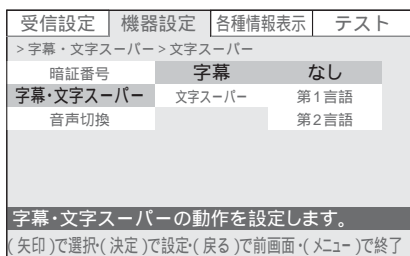 受信設定 機器設定 各種情報表示 テスト
>字幕・文字スーパー>文字スーパー
暗証番号 字幕 なし
字幕・文字スーパー 文字スーパー 第1言語
音声切換 第2言語
字幕・文字スーパーの動作を設定します。
(矢印)で選択・(決定)で設定・(戻る)で前画面・(メニュー)で終了